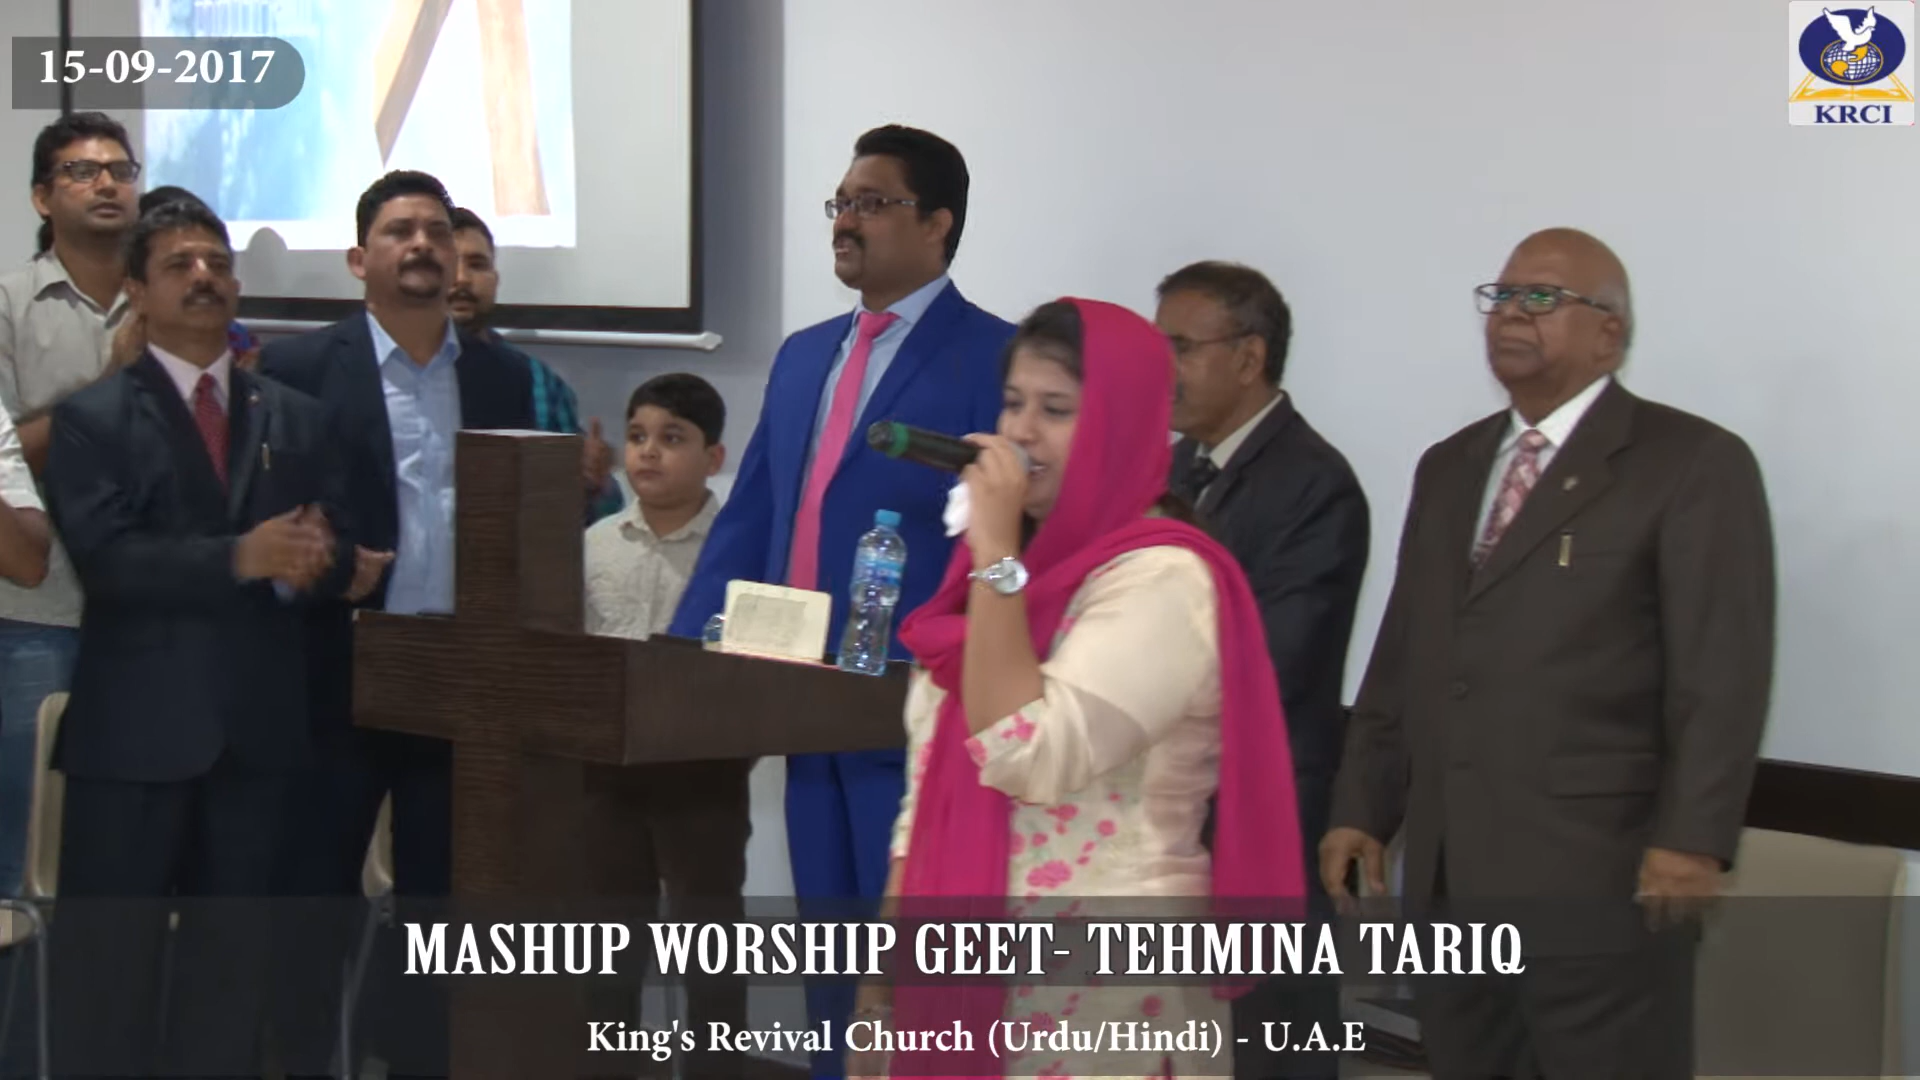 15-09-2017
KRCI
MASHUP WORSHIP GEET- TEHMINA TARIQ
King's Revival Church (Urdu/Hindi) - U.A.E